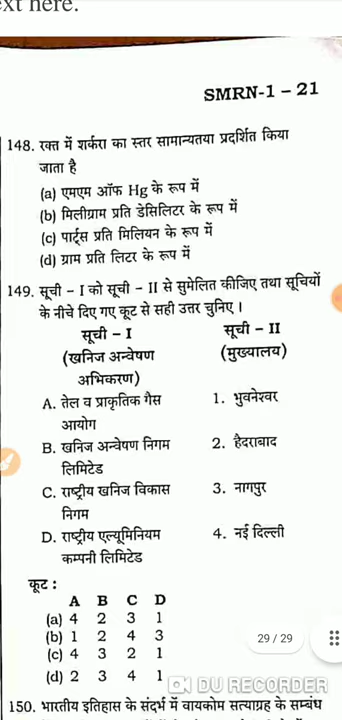 ext here.
SMRN-1 – 21
148. रक्त में शर्करा का स्तर सामान्यतया प्रदर्शित किया
जाता है
(a) एमएम ऑफ Hg के रूप में
(b) मिलीग्राम प्रति डेसिलिटर के रूप में
(c) पार्ट्स प्रति मिलियन के रूप में
(d) ग्राम प्रति लिटर के रूप में
149. सूची – I को सूची – II से सुमेलित कीजिए तथा सूचियों
के नीचे दिए गए कूट से सही उत्तर चुनिए ।
सूची – I सूची – II
(खनिज अन्वेषण (मुख्यालय)
अभिकरण)
A. तेल व प्राकृतिक गैस 1. भुवनेश्वर
आयोग
B. खनिज अन्वेषण निगम 2. हैदराबाद
लिमिटेड
C. राष्ट्रीय खनिज विकास 3. नागपुर
निगम
D. राष्ट्रीय एल्यूमिनियम 4. नई दिल्ली
कम्पनी लिमिटेड
कूट :
A B C D
(a) 4 2 3 1
(b) 1 2 4 3
(c) 4 3 2 1
(d) 2 3 4 1
29 / 29
DU RECORDER
150. भारतीय इतिहास के संदर्भ में वायकोम सत्याग्रह के सम्बंध